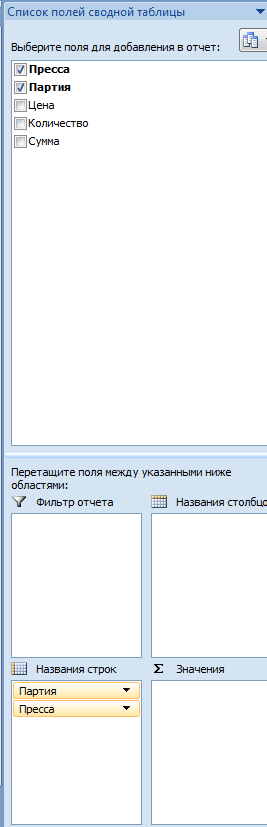 Список полей сводной таблицы
Выберите поля для добавления в отчет:
Пресса
Партия
Цена
Количество
Сумма
Перетащите поля между указанными ниже
областями:
Фильтр отчета
Названия столбцо
Названия строк
Σ Значения
Партия
Пресса